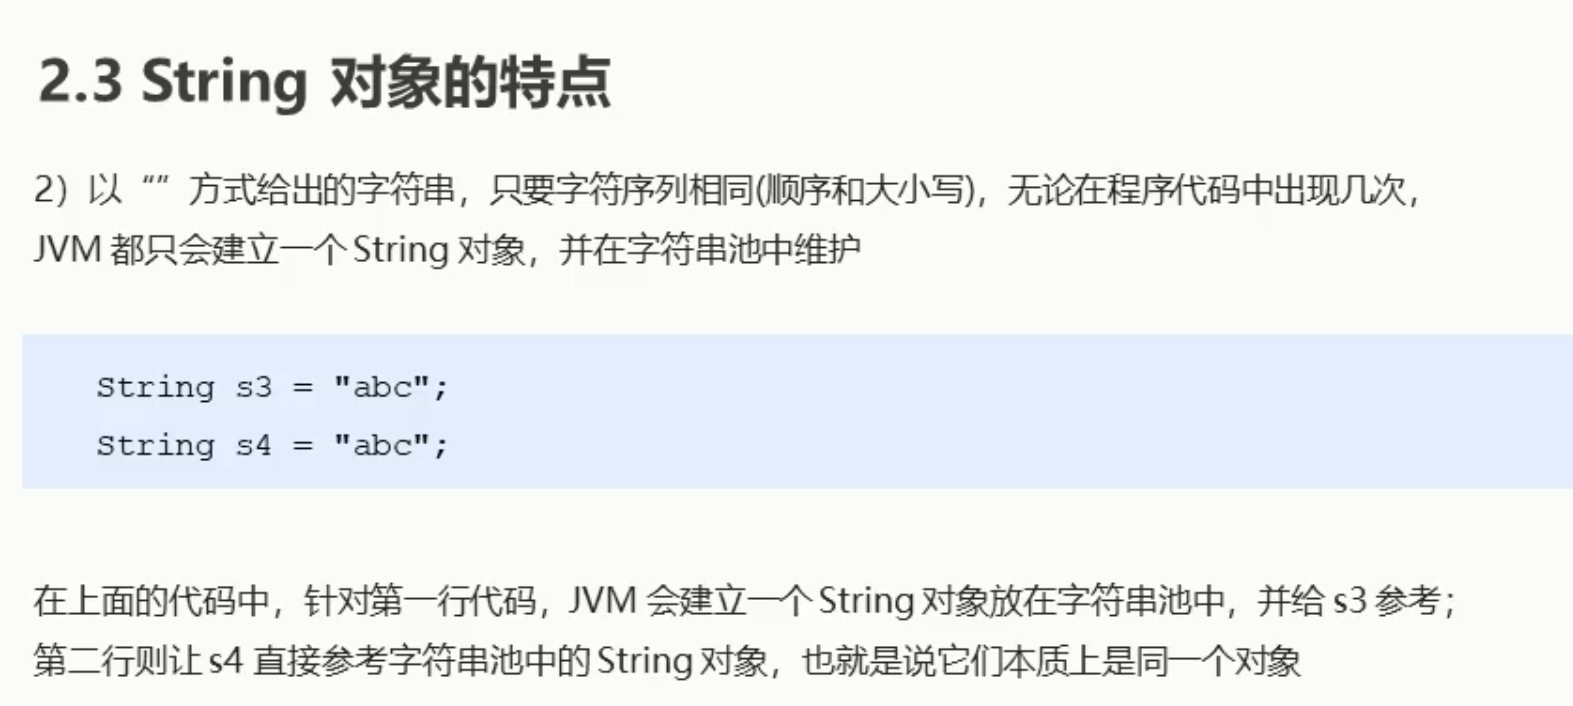 2.3 String 对象的特点
2）以“”方式给出的字符串，只要字符序列相同(顺序和大小写)，无论在程序代码中出现几次，
JVM 都只会建立一个 String 对象，并在字符串池中维护
String s3 = "abc";
String s4 = "abc";
在上面的代码中，针对第一行代码，JVM 会建立一个 String 对象放在字符串池中，并给 s3 参考；
第二行则让 s4 直接参考字符串池中的 String 对象，也就是说它们本质上是同一个对象